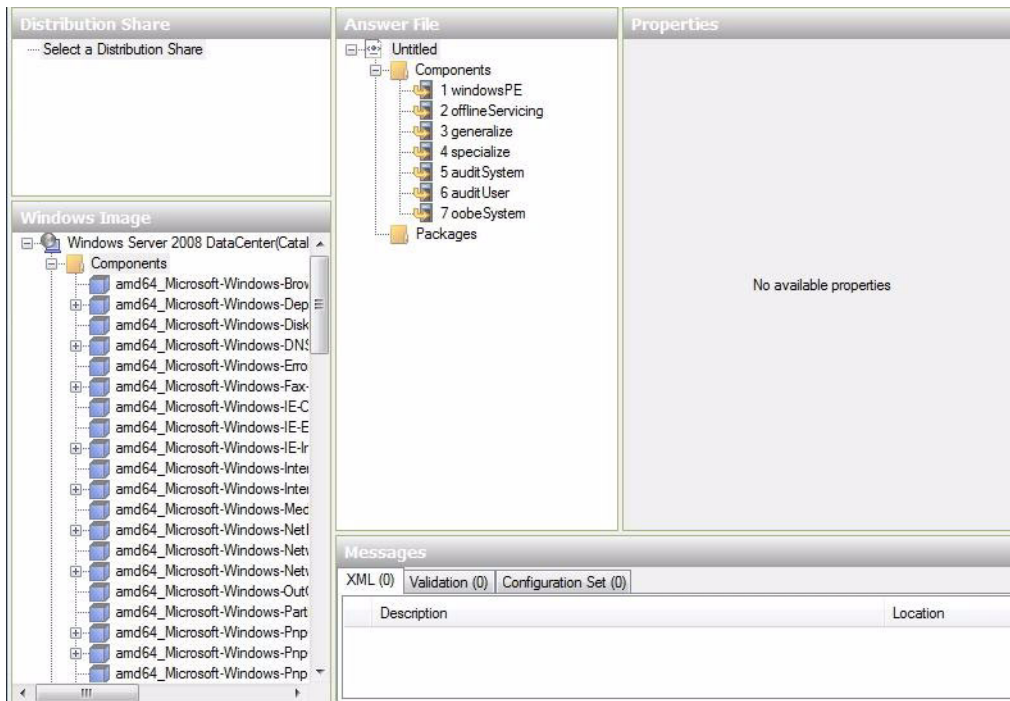 Distribution Share
Select a Distribution Share
Windows Image
Windows Server 2008 DataCenter(Catal
Components
amd64_Microsoft-Windows-Brow
amd64_Microsoft-Windows-Dep
amd64_Microsoft-Windows-Disk
amd64_Microsoft-Windows-DNS
amd64_Microsoft-Windows-Erro
amd64_Microsoft-Windows-Fax-
amd64_Microsoft-Windows-IE-C
amd64_Microsoft-Windows-IE-E
amd64_Microsoft-Windows-IE-Ir
amd64_Microsoft-Windows-Inter
amd64_Microsoft-Windows-Inter
amd64_Microsoft-Windows-Med
amd64_Microsoft-Windows-NetI
amd64_Microsoft-Windows-Netw
amd64_Microsoft-Windows-Netw
amd64_Microsoft-Windows-OutO
amd64_Microsoft-Windows-Part
amd64_Microsoft-Windows-Pnp
amd64_Microsoft-Windows-Pnp
amd64_Microsoft-Windows-Pnp
Answer File
Untitled
Components
1 windowsPE
2 offlineServicing
3 generalize
4 specialize
5 auditSystem
6 auditUser
7 oobeSystem
Packages
Properties
No available properties
Messages
XML (0) Validation (0) Configuration Set (0)
Description Location